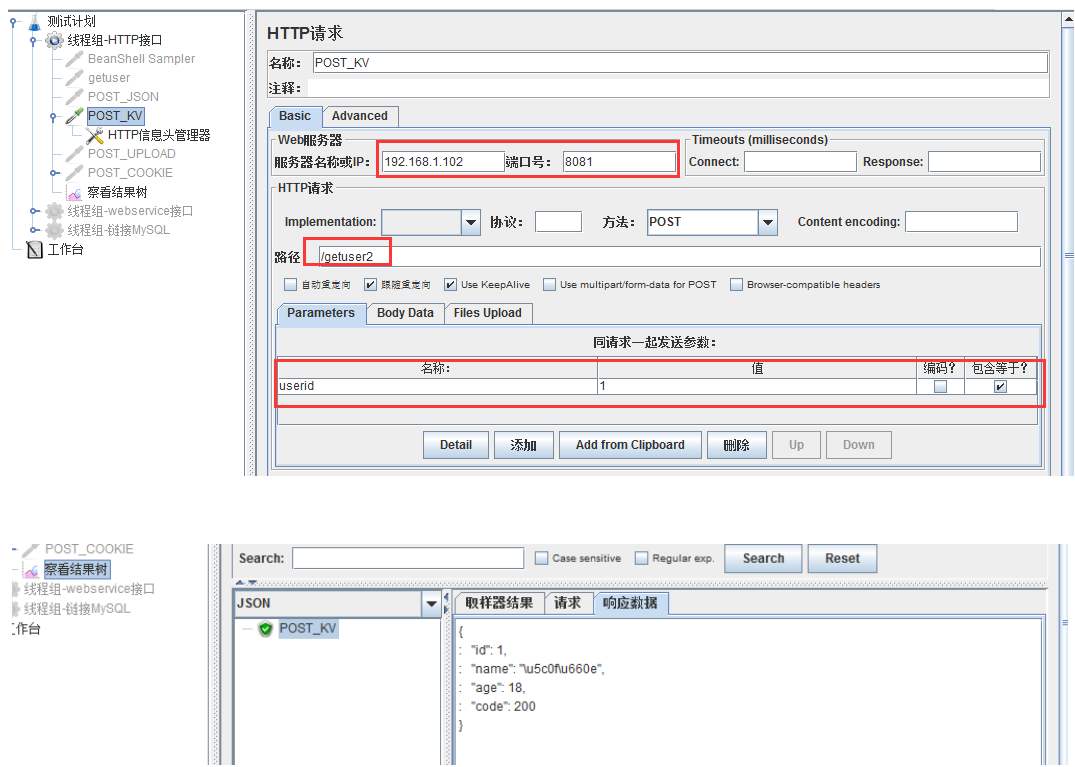 测试计划
线程组-HTTP接口
BeanShell Sampler
getuser
POST_JSON
POST_KV
HTTP信息头管理器
POST_UPLOAD
POST_COOKIE
察看结果树
线程组-webservice接口
线程组-链接MySQL
工作台
HTTP请求
名称： POST_KV
注释：
Basic Advanced
Web服务器 Timeouts (milliseconds)
服务器名称或IP： 192.168.1.102 端口号： 8081 Connect: Response:
HTTP请求
Implementation: 协议： 方法： POST Content encoding:
路径 /getuser2
自动重定向 跟随重定向 Use KeepAlive Use multipart/form-data for POST Browser-compatible headers
Parameters Body Data Files Upload
同请求一起发送参数：
名称： 值 编码? 包含等于?
userid 1
Detail 添加 Add from Clipboard 删除 Up Down
POST_COOKIE
察看结果树
线程组-webservice接口
线程组-链接MySQL
工作台
Search: Case sensitive Regular exp. Search Reset
JSON
POST_KV
取样器结果 请求 响应数据
{
"id": 1,
"name": "\u5c0f\u660e",
"age": 18,
"code": 200
}